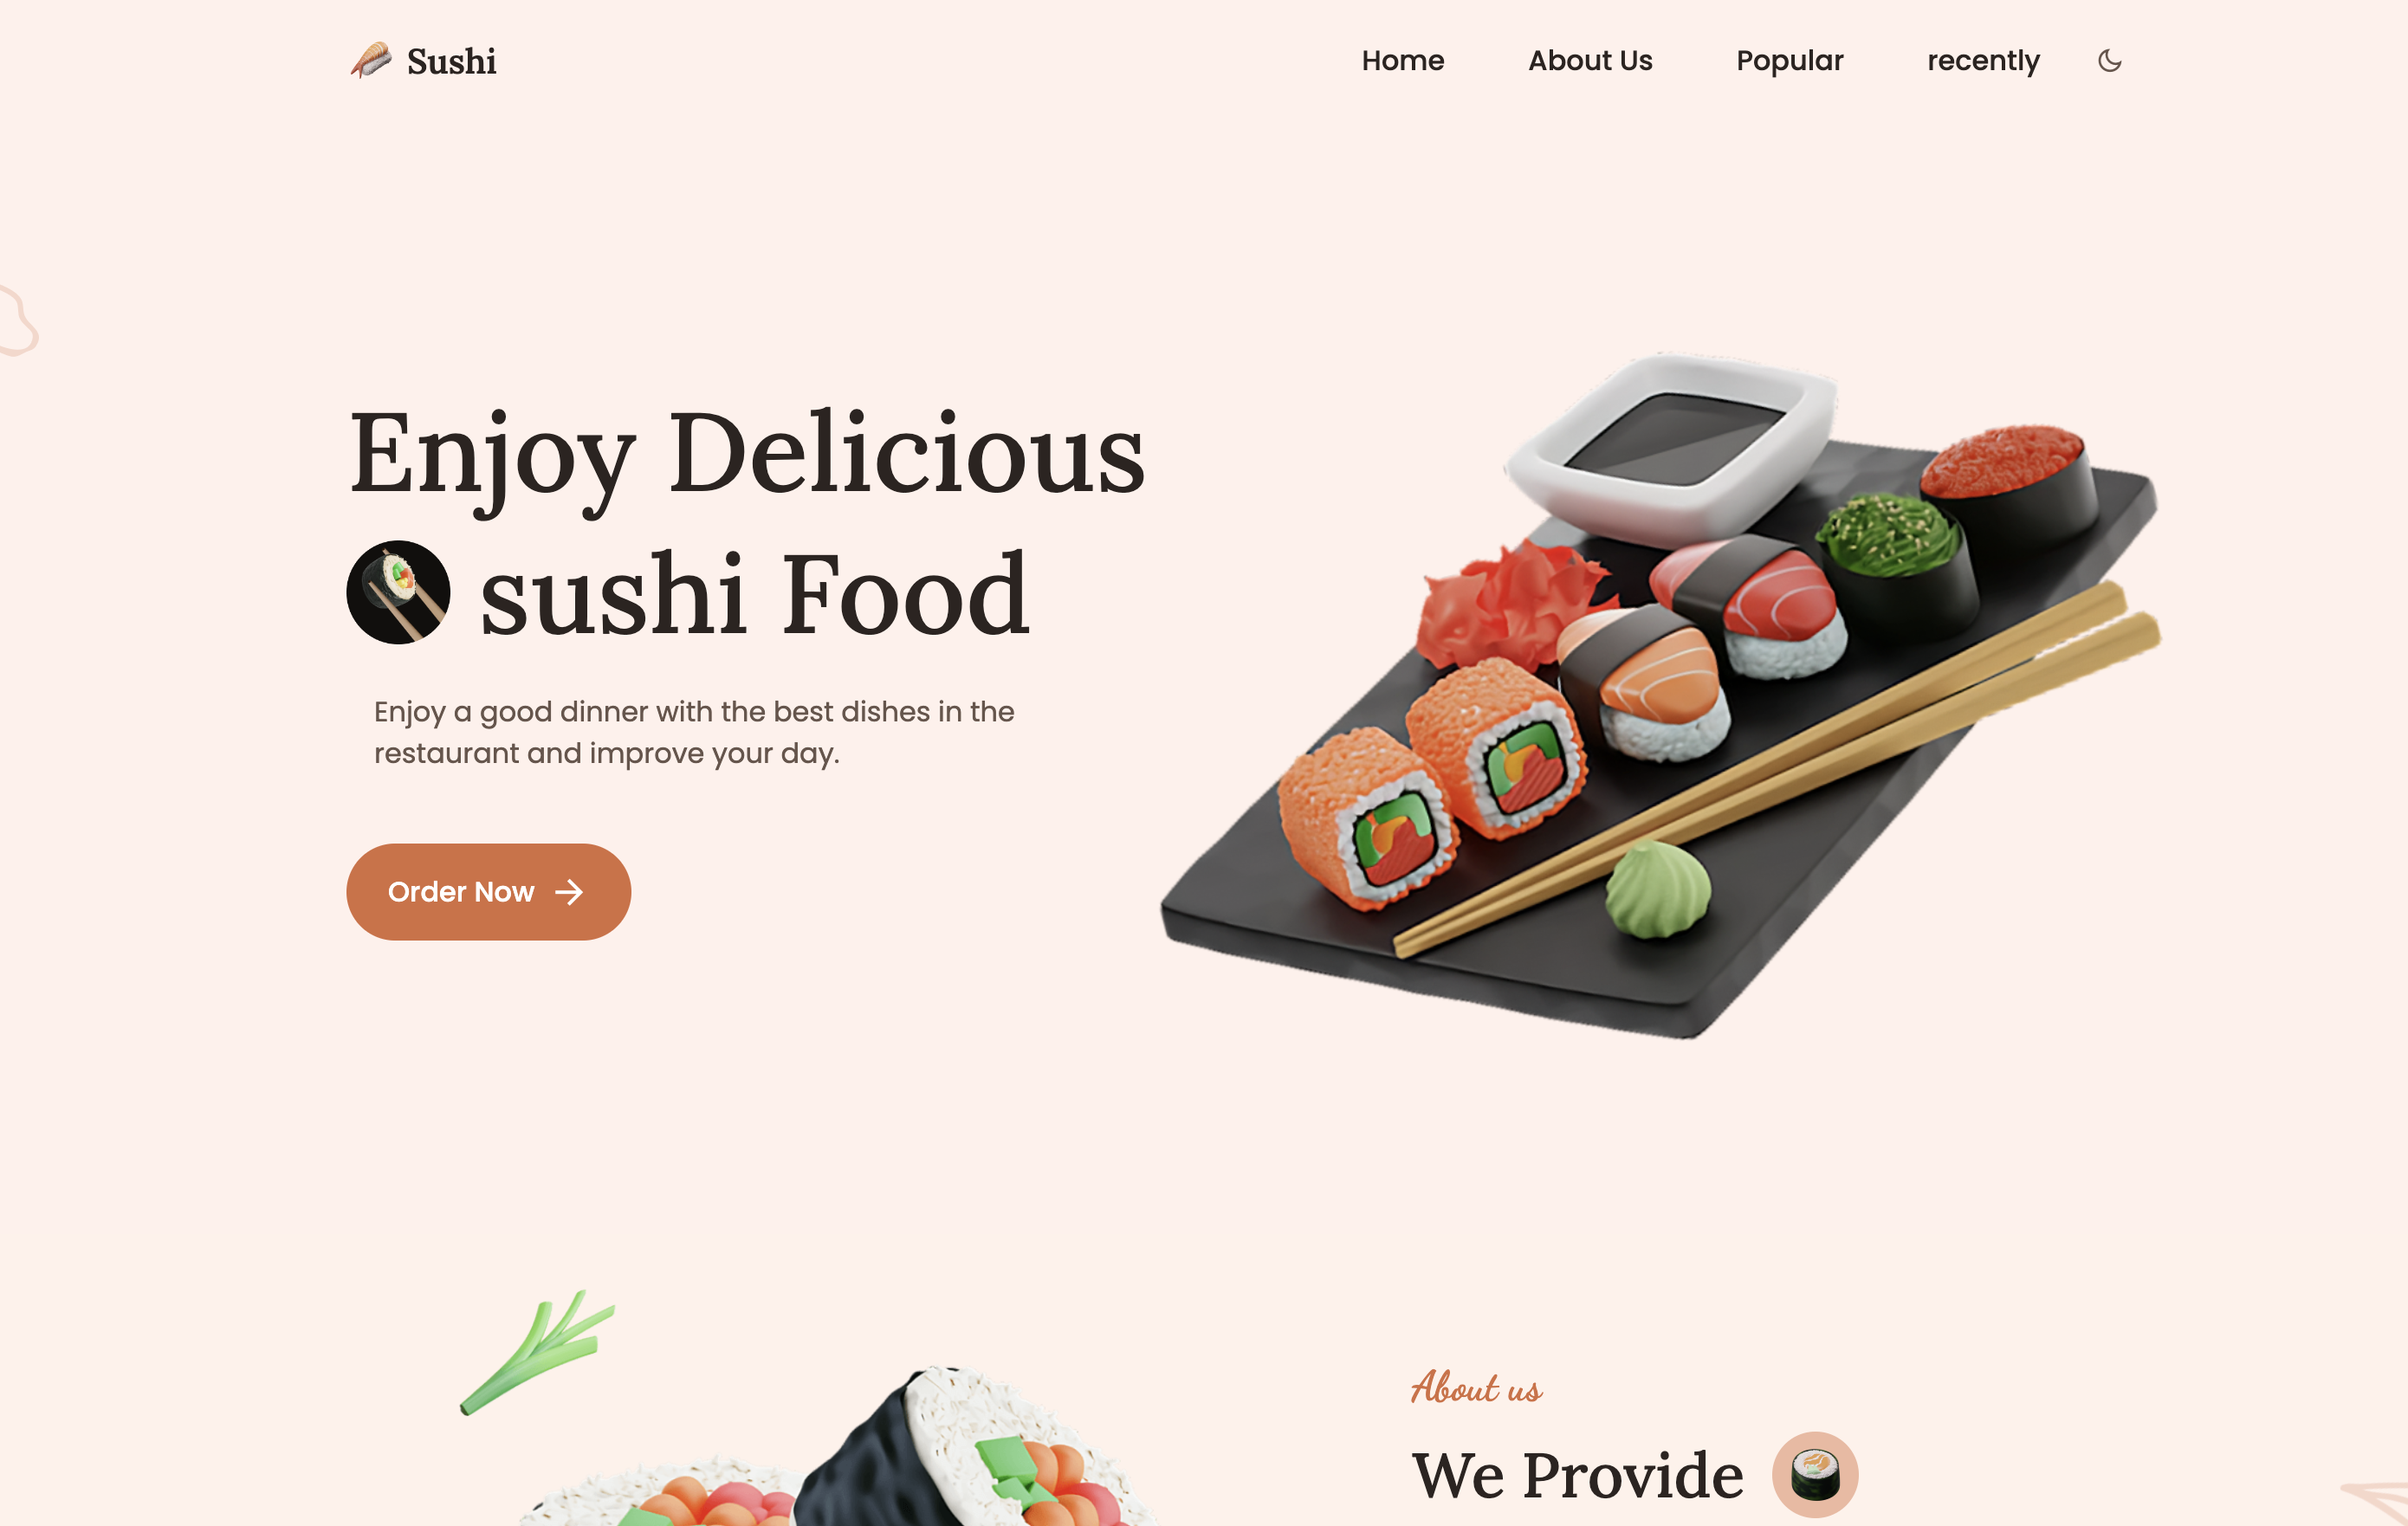 Sushi
Home
About Us
Popular
recently
Enjoy Delicious
sushi Food
Enjoy a good dinner with the best dishes in the
restaurant and improve your day.
Order Now
About us
We Provide